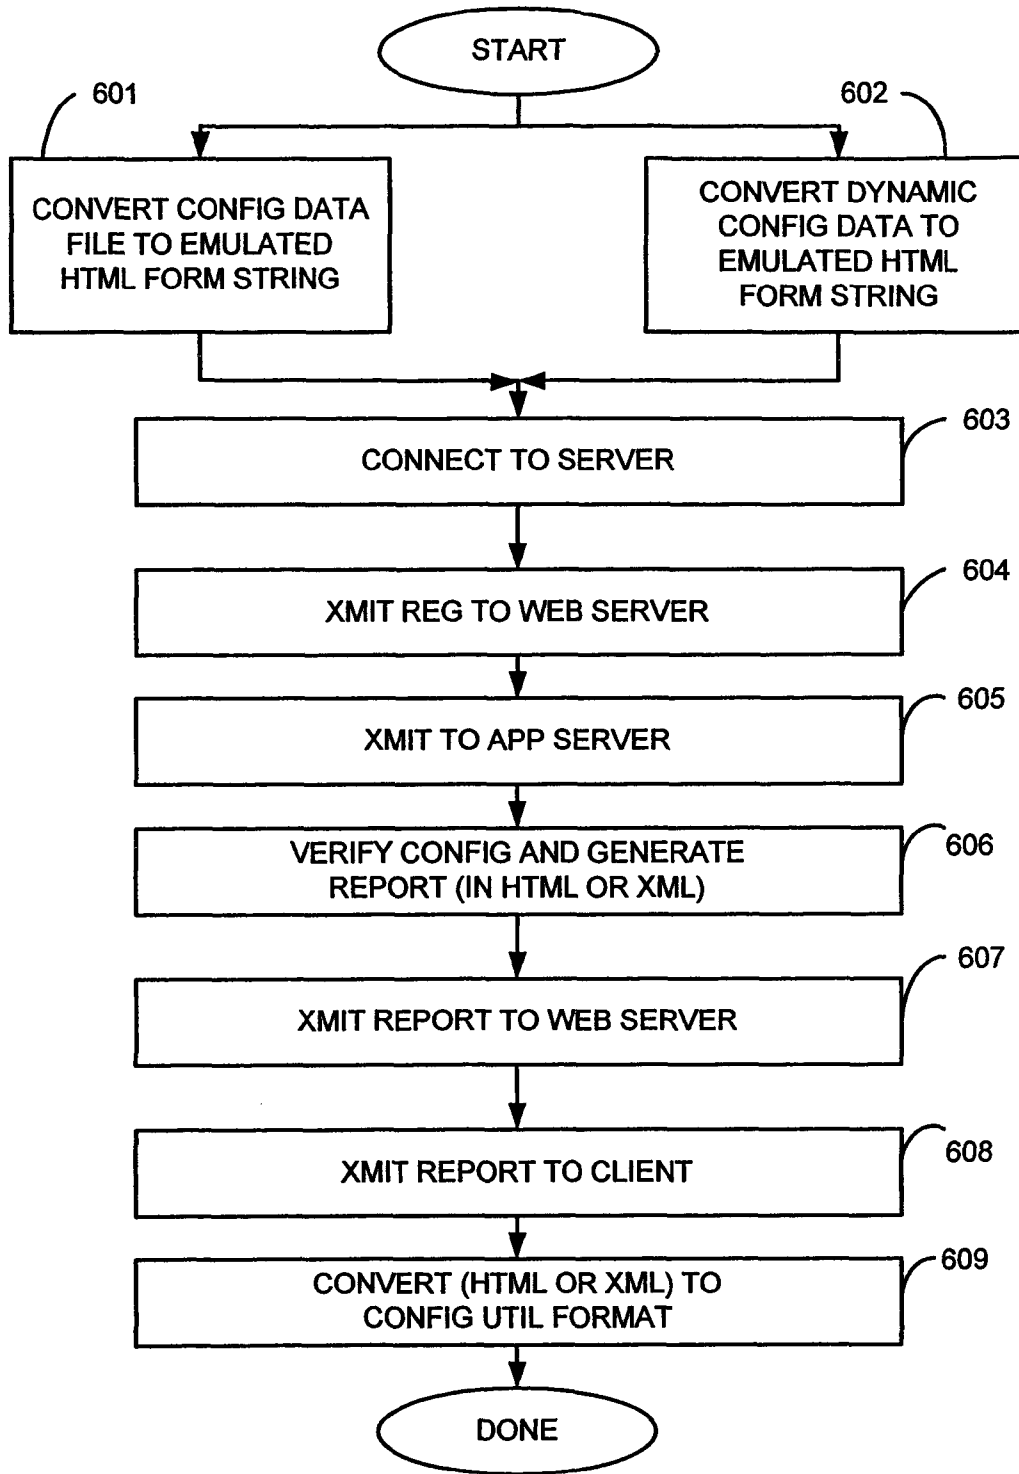 START
601
602
CONVERT CONFIG DATA
FILE TO EMULATED
HTML FORM STRING
CONVERT DYNAMIC
CONFIG DATA TO
EMULATED HTML
FORM STRING
603
CONNECT TO SERVER
604
XMIT REG TO WEB SERVER
605
XMIT TO APP SERVER
606
VERIFY CONFIG AND GENERATE
REPORT (IN HTML OR XML)
607
XMIT REPORT TO WEB SERVER
608
XMIT REPORT TO CLIENT
609
CONVERT (HTML OR XML) TO
CONFIG UTIL FORMAT
DONE